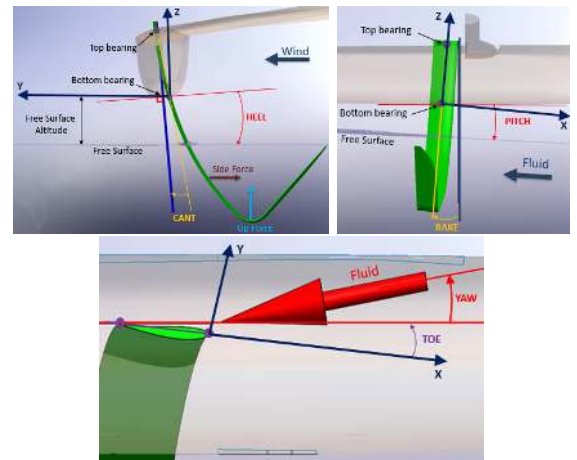 Z
Top bearing
Wind
Bottom bearing
Y
HEEL
Free Surface
Altitude
Free Surface
Side Force
CANT
Up Force
Z
Top bearing
Bottom bearing
X
PITCH
Free Surface
Fluid
RAKE
Y
Fluid
YAW
TOE
X